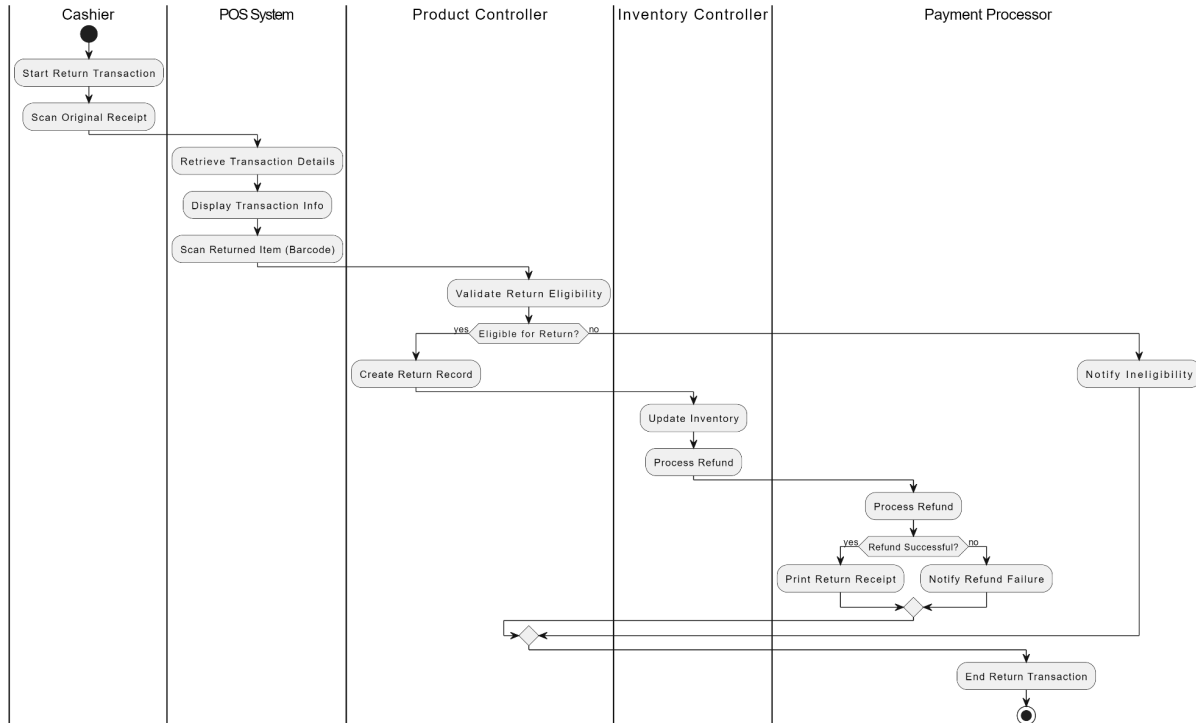 Cashier
POS System
Product Controller
Inventory Controller
Payment Processor
Start Return Transaction
Scan Original Receipt
Retrieve Transaction Details
Display Transaction Info
Scan Returned Item (Barcode)
Validate Return Eligibility
yes
Eligible for Return?
no
Create Return Record
Notify Ineligibility
Update Inventory
Process Refund
Process Refund
yes
Refund Successful?
no
Print Return Receipt
Notify Refund Failure
End Return Transaction